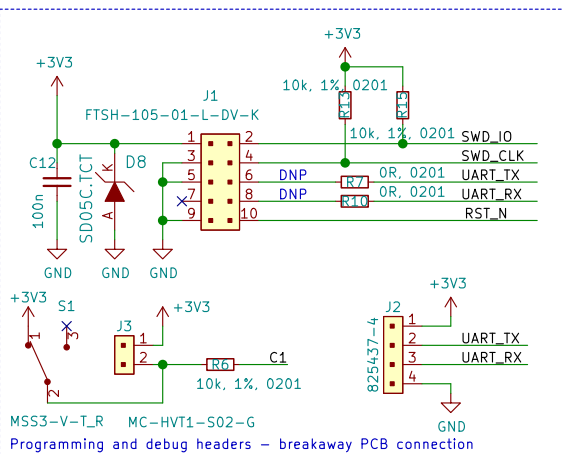 +3V3
+3V3
J1
FTSH-105-01-L-DV-K
10k, 1%, 0201
R13
R15
10k, 1%, 0201
C12
100n
SD05C.TCT
K
A
D8
1
2
SWD_IO
3
4
SWD_CLK
5
6
DNP
R7
0R, 0201
UART_TX
7
8
DNP
R10
0R, 0201
UART_RX
9
10
RST_N
GND
GND
GND
+3V3
S1
1
3
2
MSS3-V-T_R
+3V3
J3
1
2
MC-HVT1-S02-G
R6
10k, 1%, 0201
C1
+3V3
J2
825437-4
1
2
UART_TX
3
UART_RX
4
GND
Programming and debug headers – breakaway PCB connection